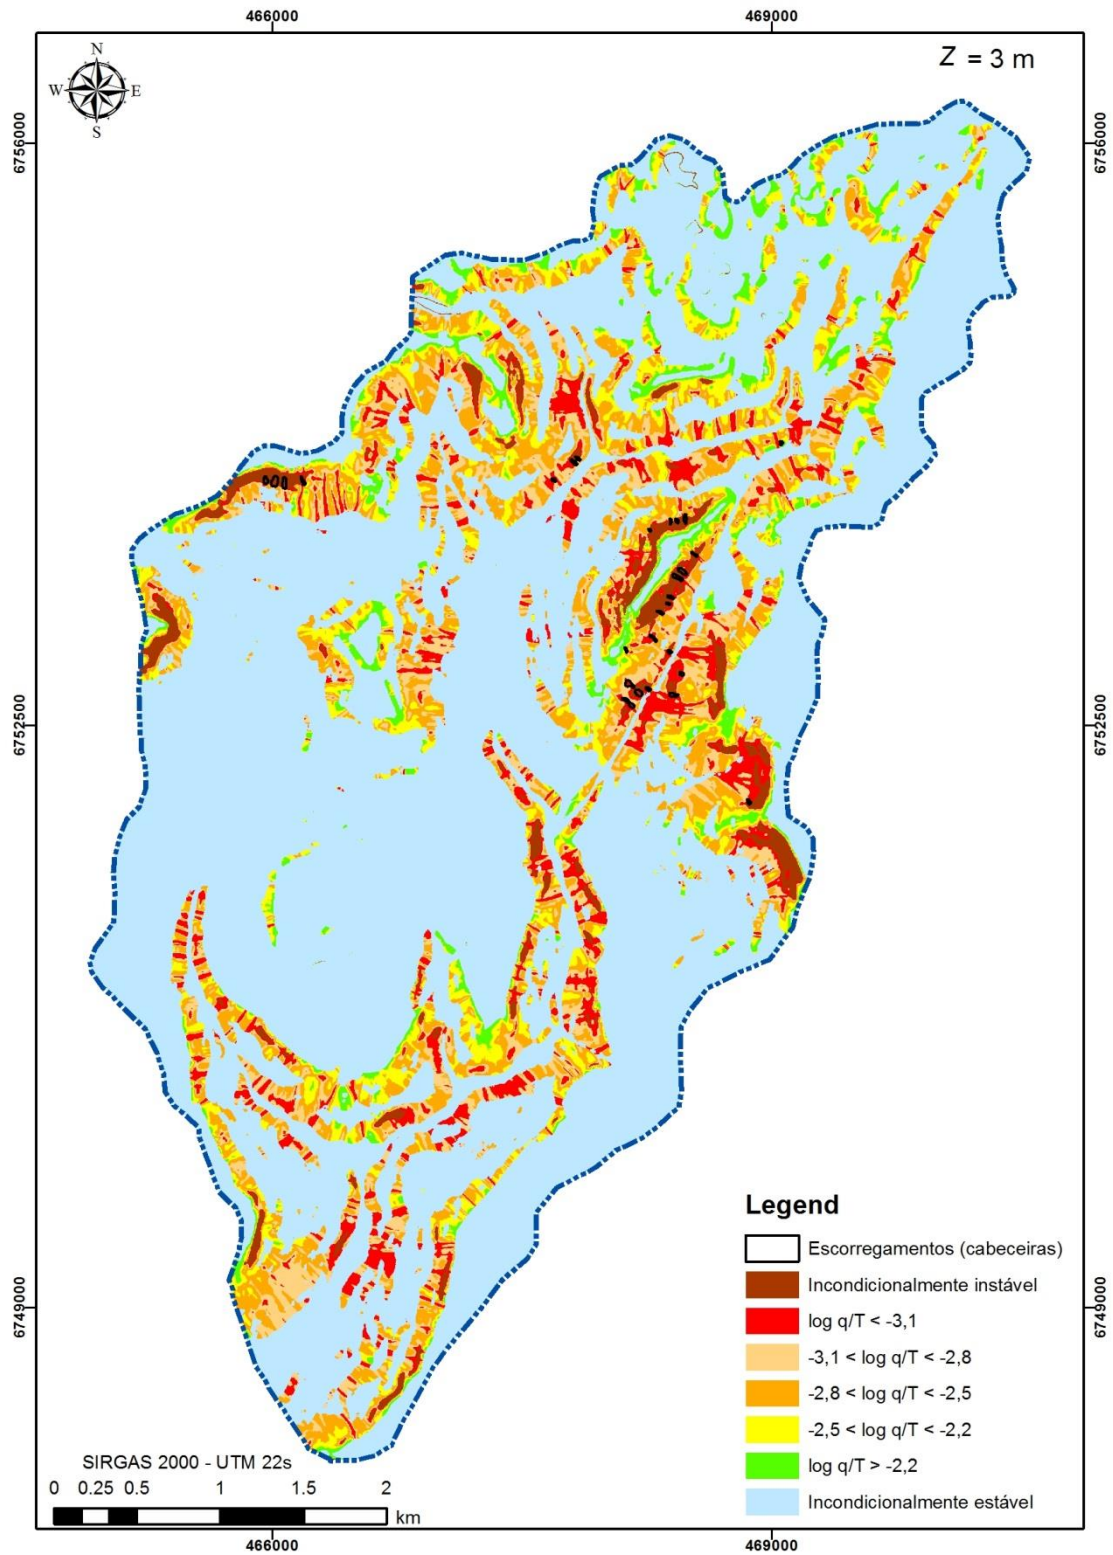 466000
469000
Z = 3 m
N
W
E
S
6756000
6756000
6752500
6752500
6749000
6749000
Legend
Escorregamentos (cabeceiras)
Incondicionalmente instável
log q/T < -3,1
-3,1 < log q/T < -2,8
-2,8 < log q/T < -2,5
-2,5 < log q/T < -2,2
log q/T > -2,2
Incondicionalmente estável
SIRGAS 2000 - UTM 22s
0 0.25 0.5 1 1.5 2
km
466000
469000